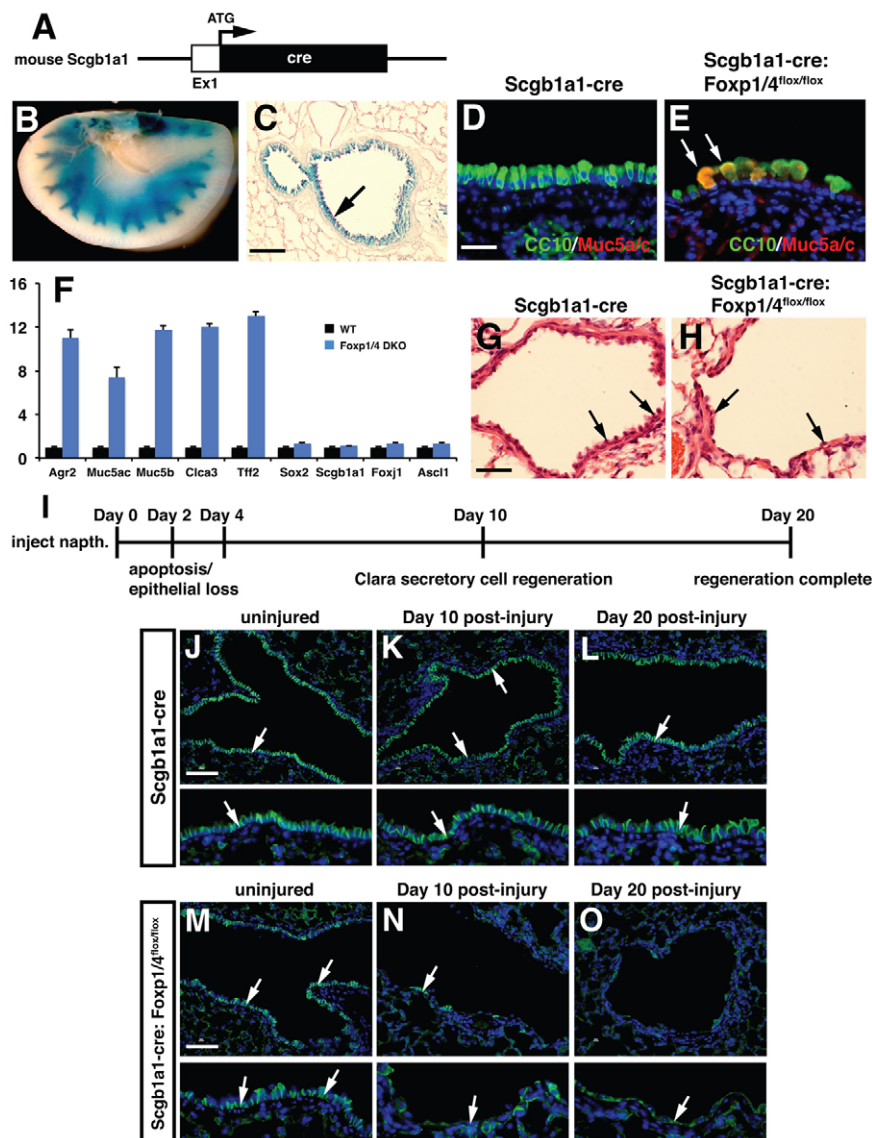 A
ATG
mouse Scgb1a1
cre
Ex1
Scgb1a1-cre
Scgb1a1-cre:
Foxp1/4flox/flox
B
C
D
E
CC10/Muc5a/c
CC10/Muc5a/c
F
16
12
8
4
0
WT
Foxp1/4 DKO
Agr2 Muc5ac Muc5b Clca3 Tff2 Sox2 Scgb1a1 Foxj1 Ascl1
Scgb1a1-cre
Scgb1a1-cre:
Foxp1/4flox/flox
G
H
I
Day 0 Day 2 Day 4 Day 10 Day 20
inject napth.
apoptosis/
epithelial loss
Clara secretory cell regeneration
regeneration complete
uninjured
Day 10 post-injury
Day 20 post-injury
Scgb1a1-cre
J
K
L
uninjured
Day 10 post-injury
Day 20 post-injury
Scgb1a1-cre: Foxp1/4flox/flox
M
N
O